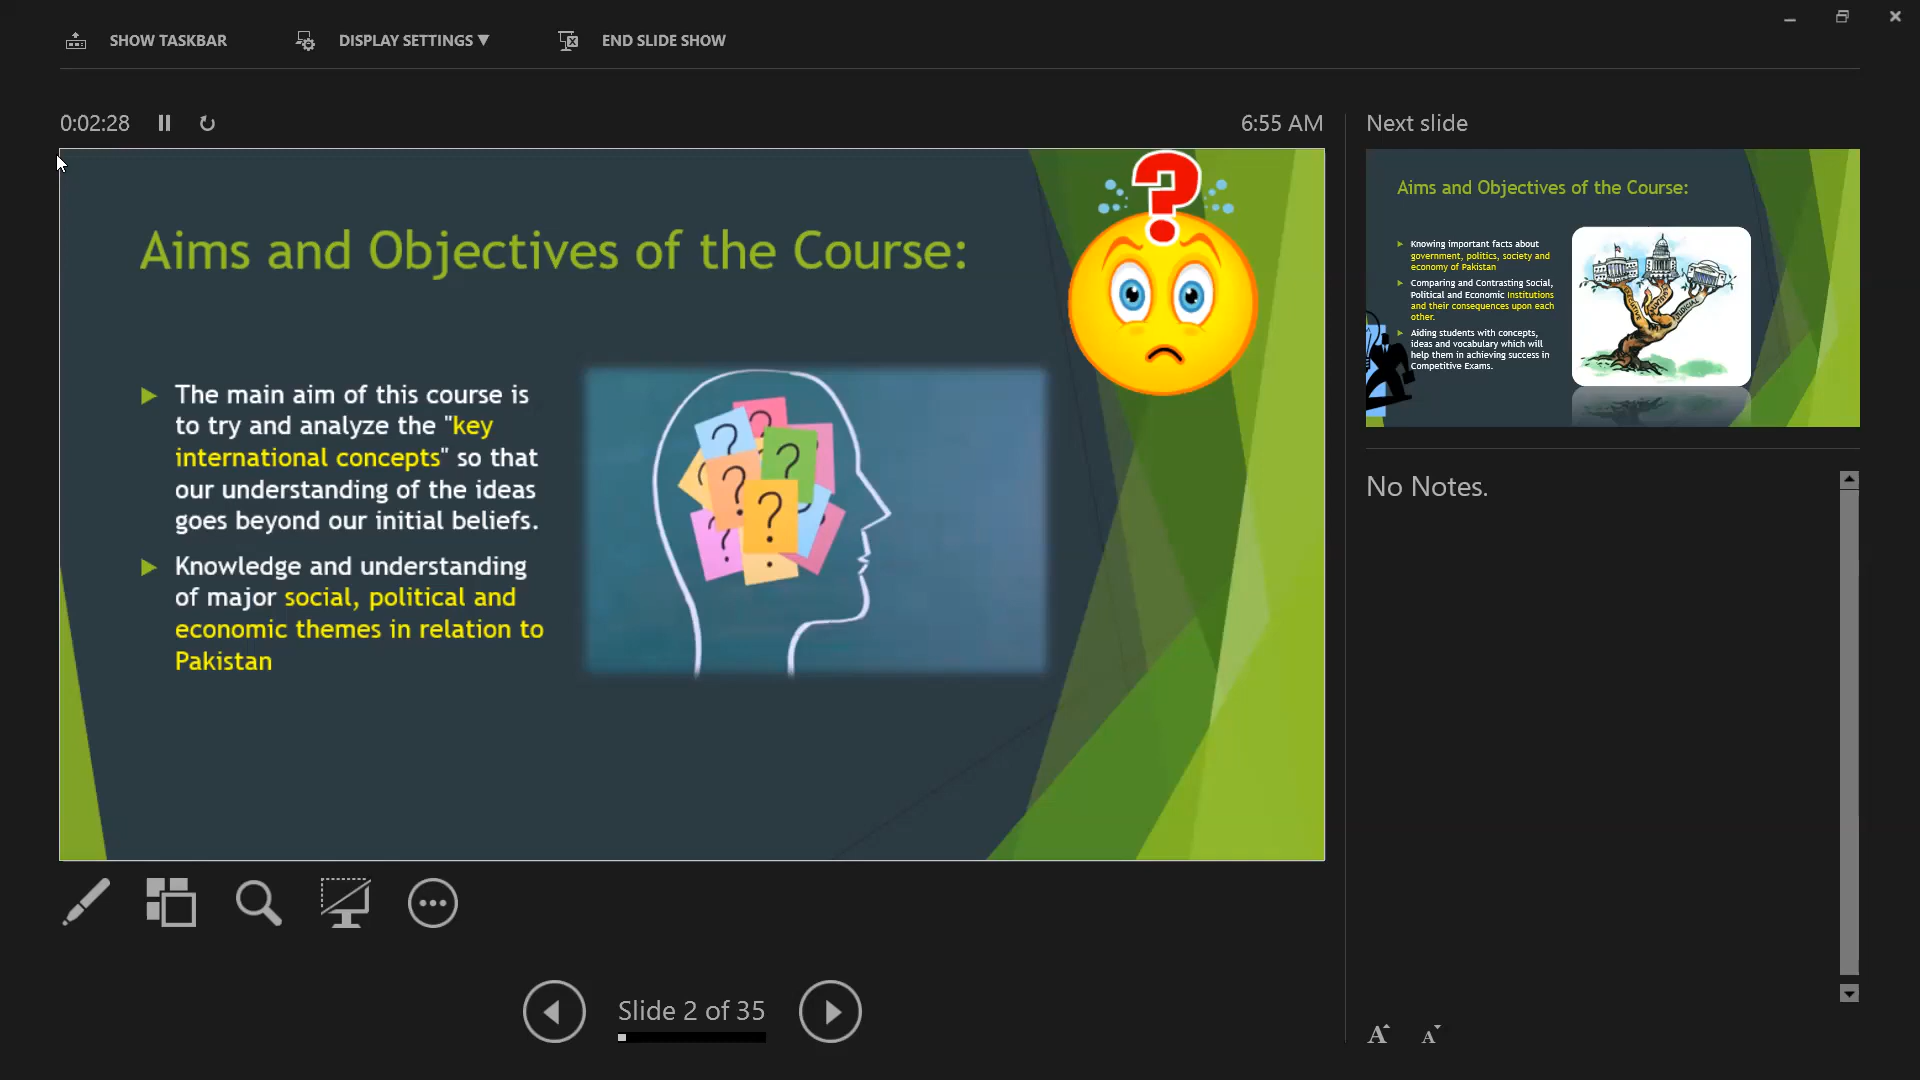 SHOW TASKBAR
DISPLAY SETTINGS ▼
END SLIDE SHOW
0:02:28
6:55 AM
Next slide
Aims and Objectives of the Course:
The main aim of this course is
to try and analyze the "key
international concepts" so that
our understanding of the ideas
goes beyond our initial beliefs.
Knowledge and understanding
of major social, political and
economic themes in relation to
Pakistan
?
? ? ? ? ? ?
Aims and Objectives of the Course:
Knowing important facts about
government, politics, society and
economy of Pakistan
Comparing and Contrasting Social,
Political and Economic Institutions
and their consequences upon each
other.
Aiding students with concepts,
ideas and vocabulary which will
help them in achieving success in
Competitive Exams.
JUDICIAL
No Notes.
Slide 2 of 35
A A